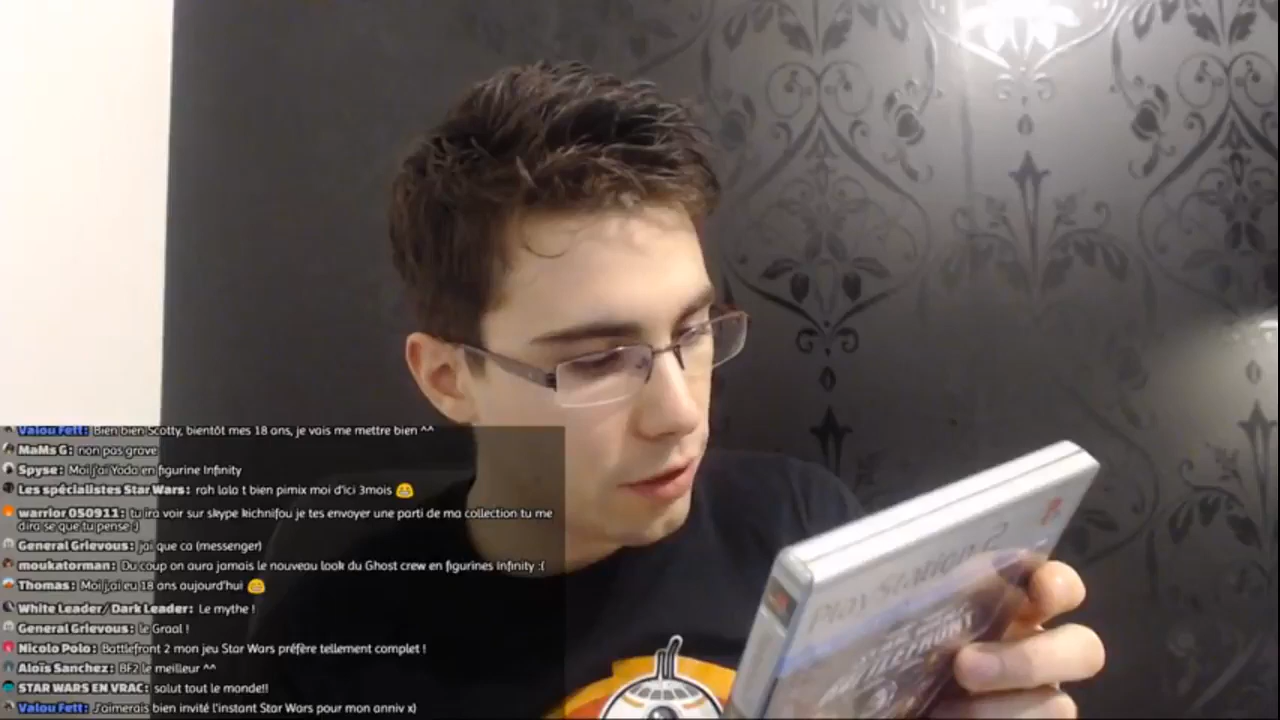 Valou Fett: Bien bien Scotty, bientôt mes 18 ans, je vais me mettre bien ^^
MaMs G: non pas grave
Spyse: Moi j'ai Yoda en figurine Infinity
Les spécialistes Star Wars: rah lala t bien pimix moi d'ici 3mois 😄
warrior 050911: tu ira voir sur skype kichnifou je tes envoyer une parti de ma collection tu me
dira se que tu pense :)
General Grievous: jai que ca (messenger)
moukatorman: Du coup on aura jamais le nouveau look du Ghost crew en figurines Infinity :(
Thomas: Moi j'ai eu 18 ans aujourd'hui 😄
White Leader/ Dark Leader: Le mythe !
General Grievous: le Graal !
Nicolo Polo: Battlefront 2 mon jeu Star Wars préfère tellement complet !
Aloïs Sanchez: BF2 le meilleur ^^
STAR WARS EN VRAC: salut tout le monde!!
Valou Fett: J'aimerais bien invité l'instant Star Wars pour mon anniv x)
PlayStation 2
STAR WARS
BATTLEFRONT